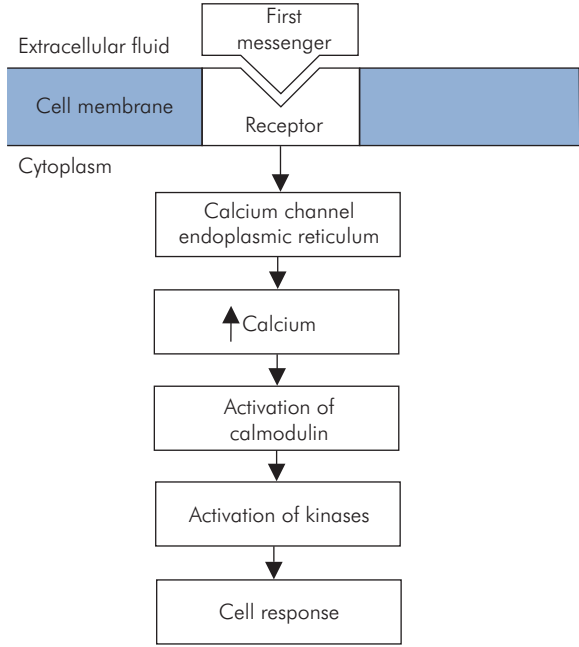 First
messenger
Extracellular fluid
Cell membrane
Receptor
Cytoplasm
Calcium channel
endoplasmic reticulum
Calcium
Activation of
calmodulin
Activation of kinases
Cell response